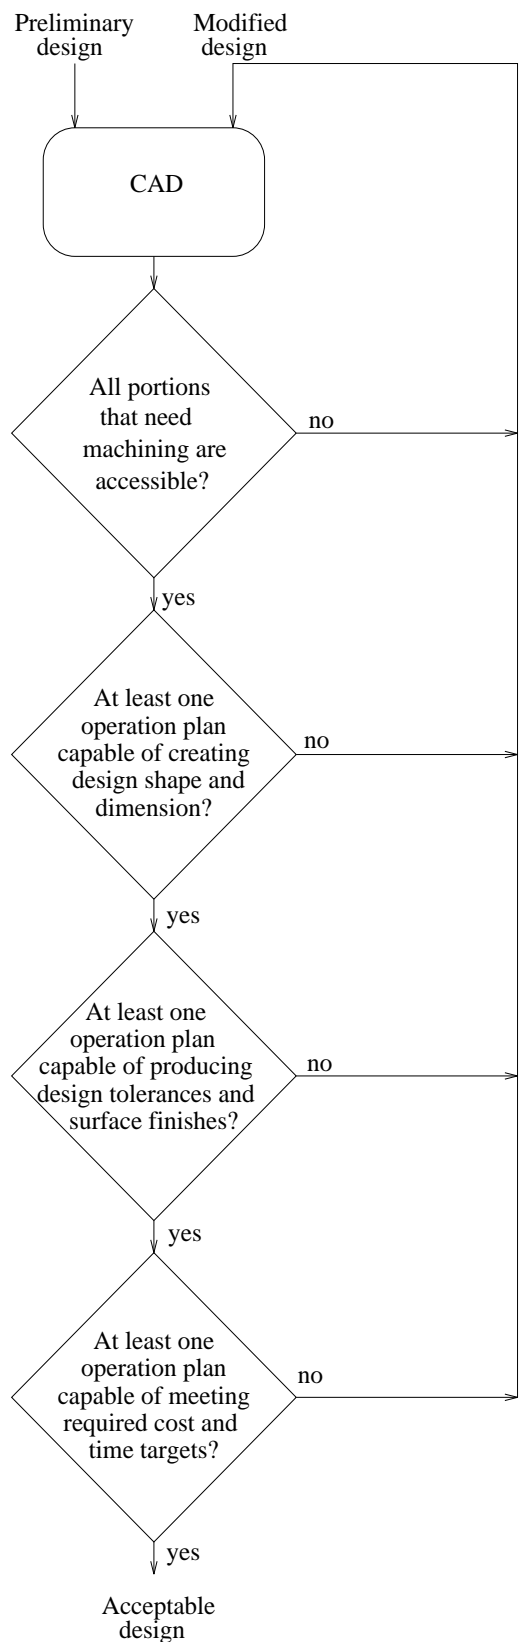 Preliminary
design
Modified
design
CAD
All portions
that need
machining are
accessible?
no
yes
At least one
operation plan
capable of creating
design shape and
dimension?
no
yes
At least one
operation plan
capable of producing
design tolerances and
surface finishes?
no
yes
At least one
operation plan
capable of meeting
required cost and
time targets?
no
yes
Acceptable
design